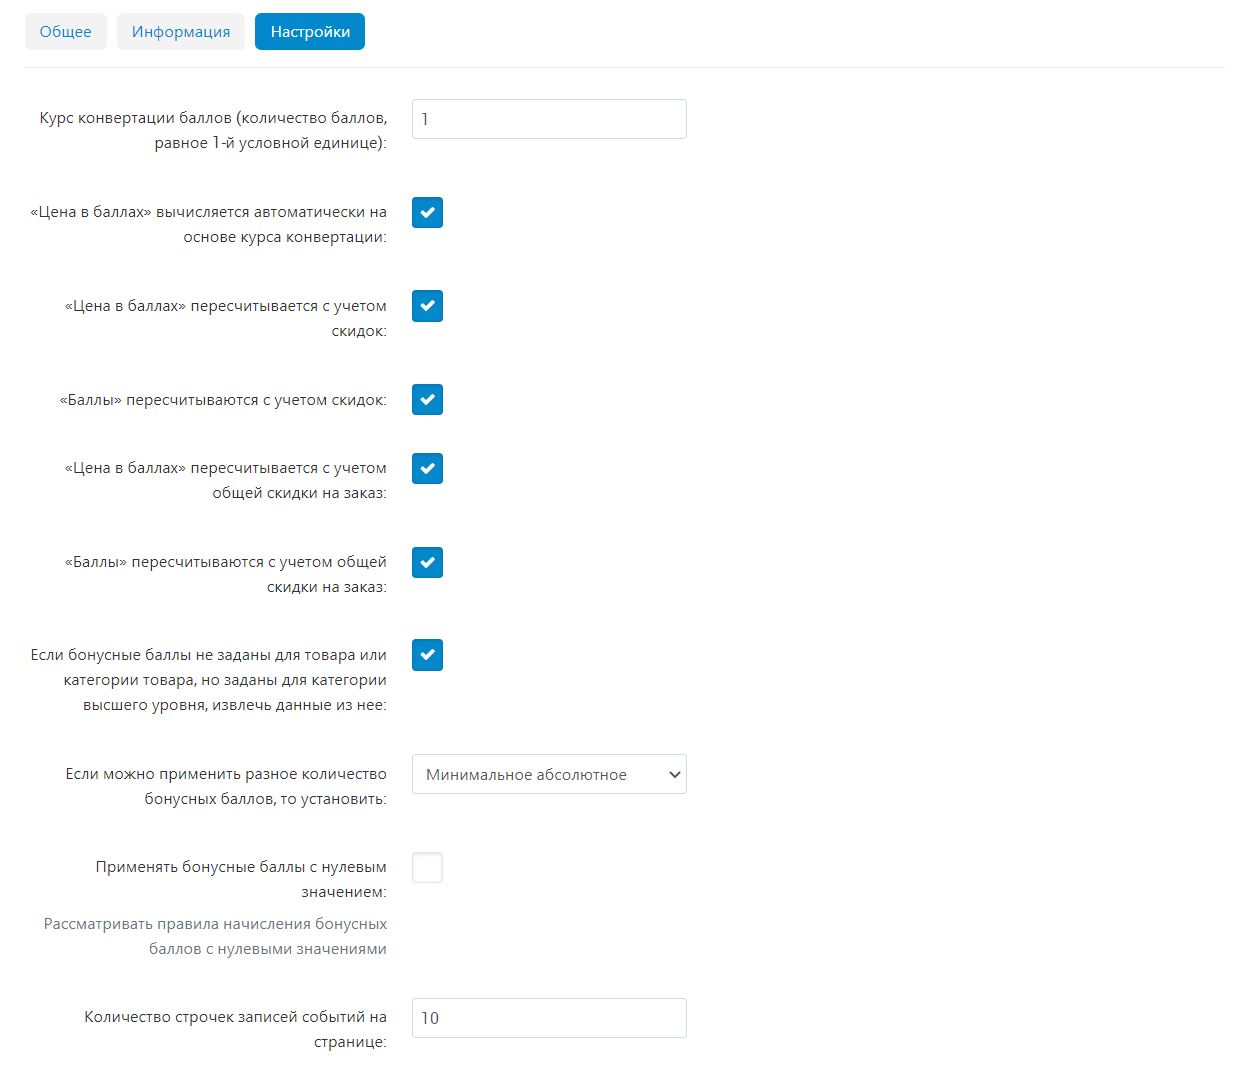 Общее
Информация
Настройки
Курс конвертации баллов (количество баллов,
равное 1-й условной единице):
1
«Цена в баллах» вычисляется автоматически на
основе курса конвертации:
«Цена в баллах» пересчитывается с учетом
скидок:
«Баллы» пересчитываются с учетом скидок:
«Цена в баллах» пересчитывается с учетом
общей скидки на заказ:
«Баллы» пересчитываются с учетом общей
скидки на заказ:
Если бонусные баллы не заданы для товара или
категории товара, но заданы для категории
высшего уровня, извлечь данные из нее:
Если можно применить разное количество
бонусных баллов, то установить:
Минимальное абсолютное
Применять бонусные баллы с нулевым
значением:
Рассматривать правила начисления бонусных
баллов с нулевыми значениями
Количество строчек записей событий на
странице:
10